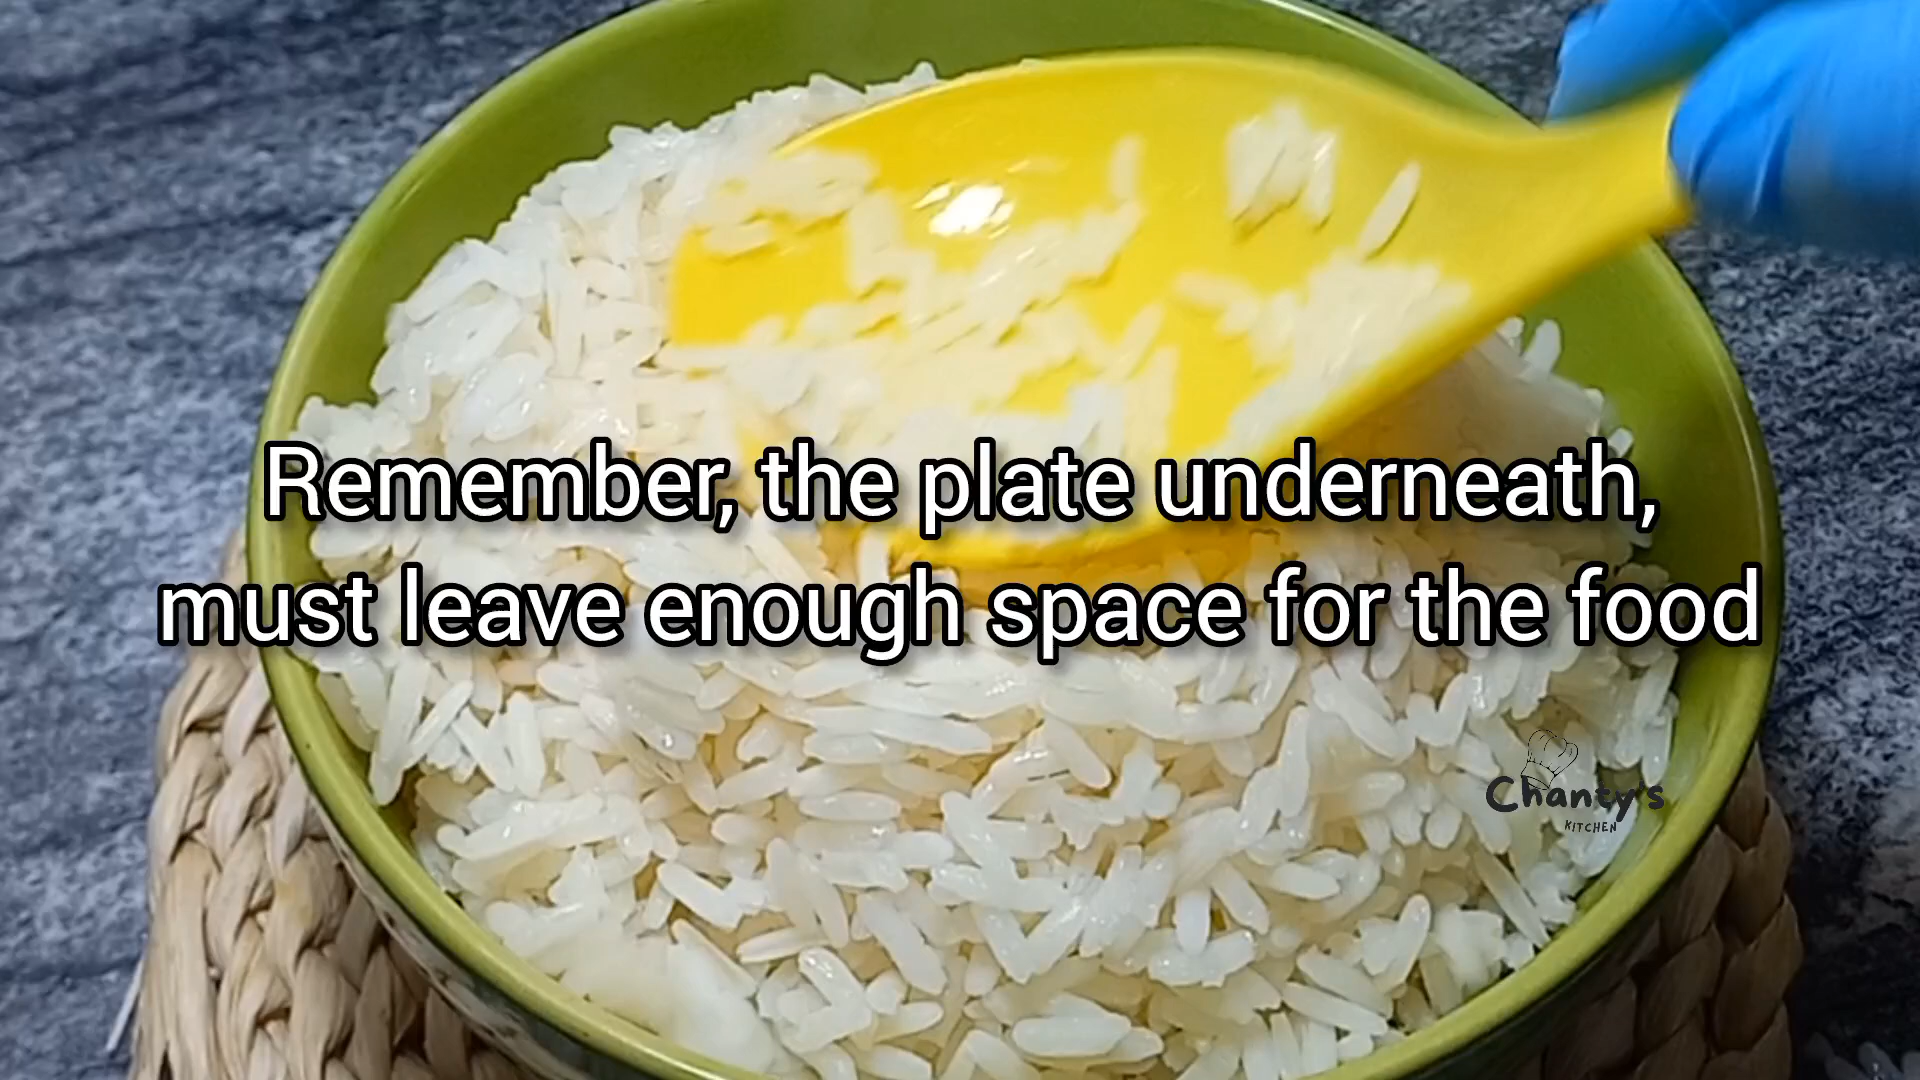 Remember, the plate underneath,
must leave enough space for the food
Chanty's
KITCHEN